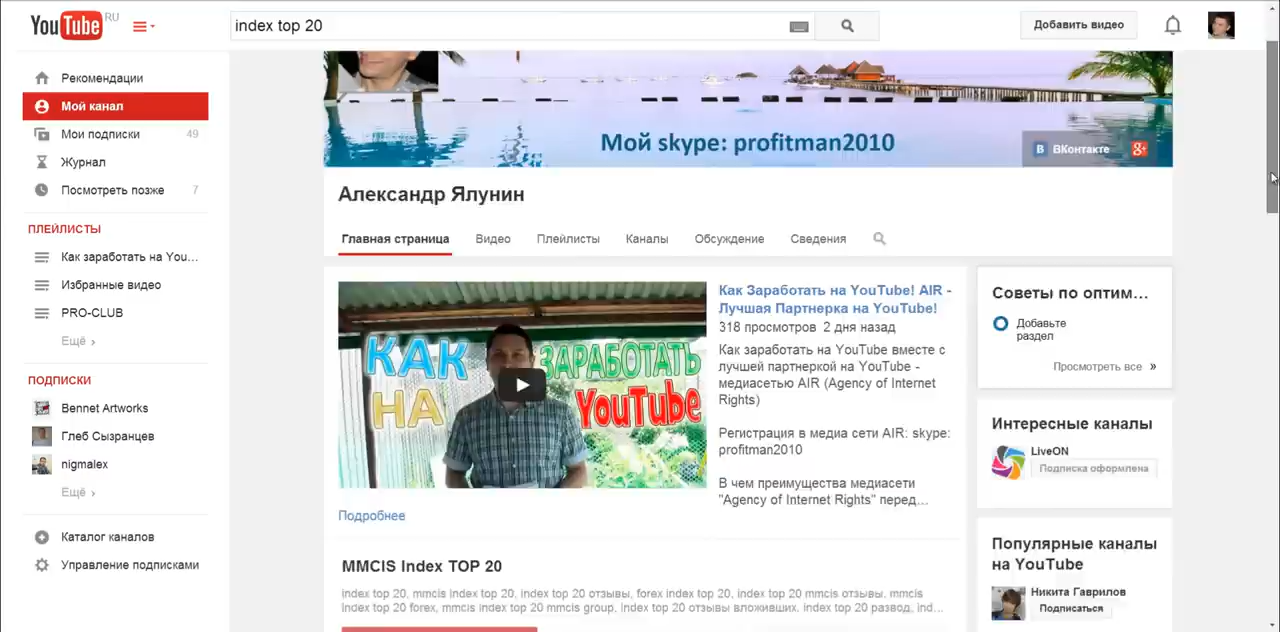 YouTube RU
index top 20
Добавить видео
Рекомендации
Мой канал
Мои подписки 49
Журнал
Посмотреть позже 7
ПЛЕЙЛИСТЫ
Как заработать на You...
Избранные видео
PRO-CLUB
Ещё ›
ПОДПИСКИ
Bennet Artworks
Глеб Сызранцев
nigmalex
Ещё ›
Каталог каналов
Управление подписками
Мой skype: profitman2010
ВКонтакте
Александр Ялунин
Главная страница Видео Плейлисты Каналы Обсуждение Сведения
КАК ЗАРАБОТАТЬ
НА YouTube
Как Заработать на YouTube! AIR -
Лучшая Партнерка на YouTube!
318 просмотров 2 дня назад
Как заработать на YouTube вместе с
лучшей партнеркой на YouTube -
медиасетью AIR (Agency of Internet
Rights)
Регистрация в медиа сети AIR: skype:
profitman2010
В чем преимущества медиасети
"Agency of Internet Rights" перед...
Подробнее
MMCIS Index TOP 20
index top 20, mmcis index top 20, index top 20 отзывы, forex index top 20, index top 20 mmcis отзывы, mmcis
index top 20 forex, mmcis index top 20 mmcis group, Index top 20 отзывы вложивших, index top 20 развод, ind...
Советы по оптим...
Добавьте
раздел
Просмотреть все »
Интересные каналы
LiveON
Подписка оформлена
Популярные каналы
на YouTube
Никита Гаврилов
Подписаться